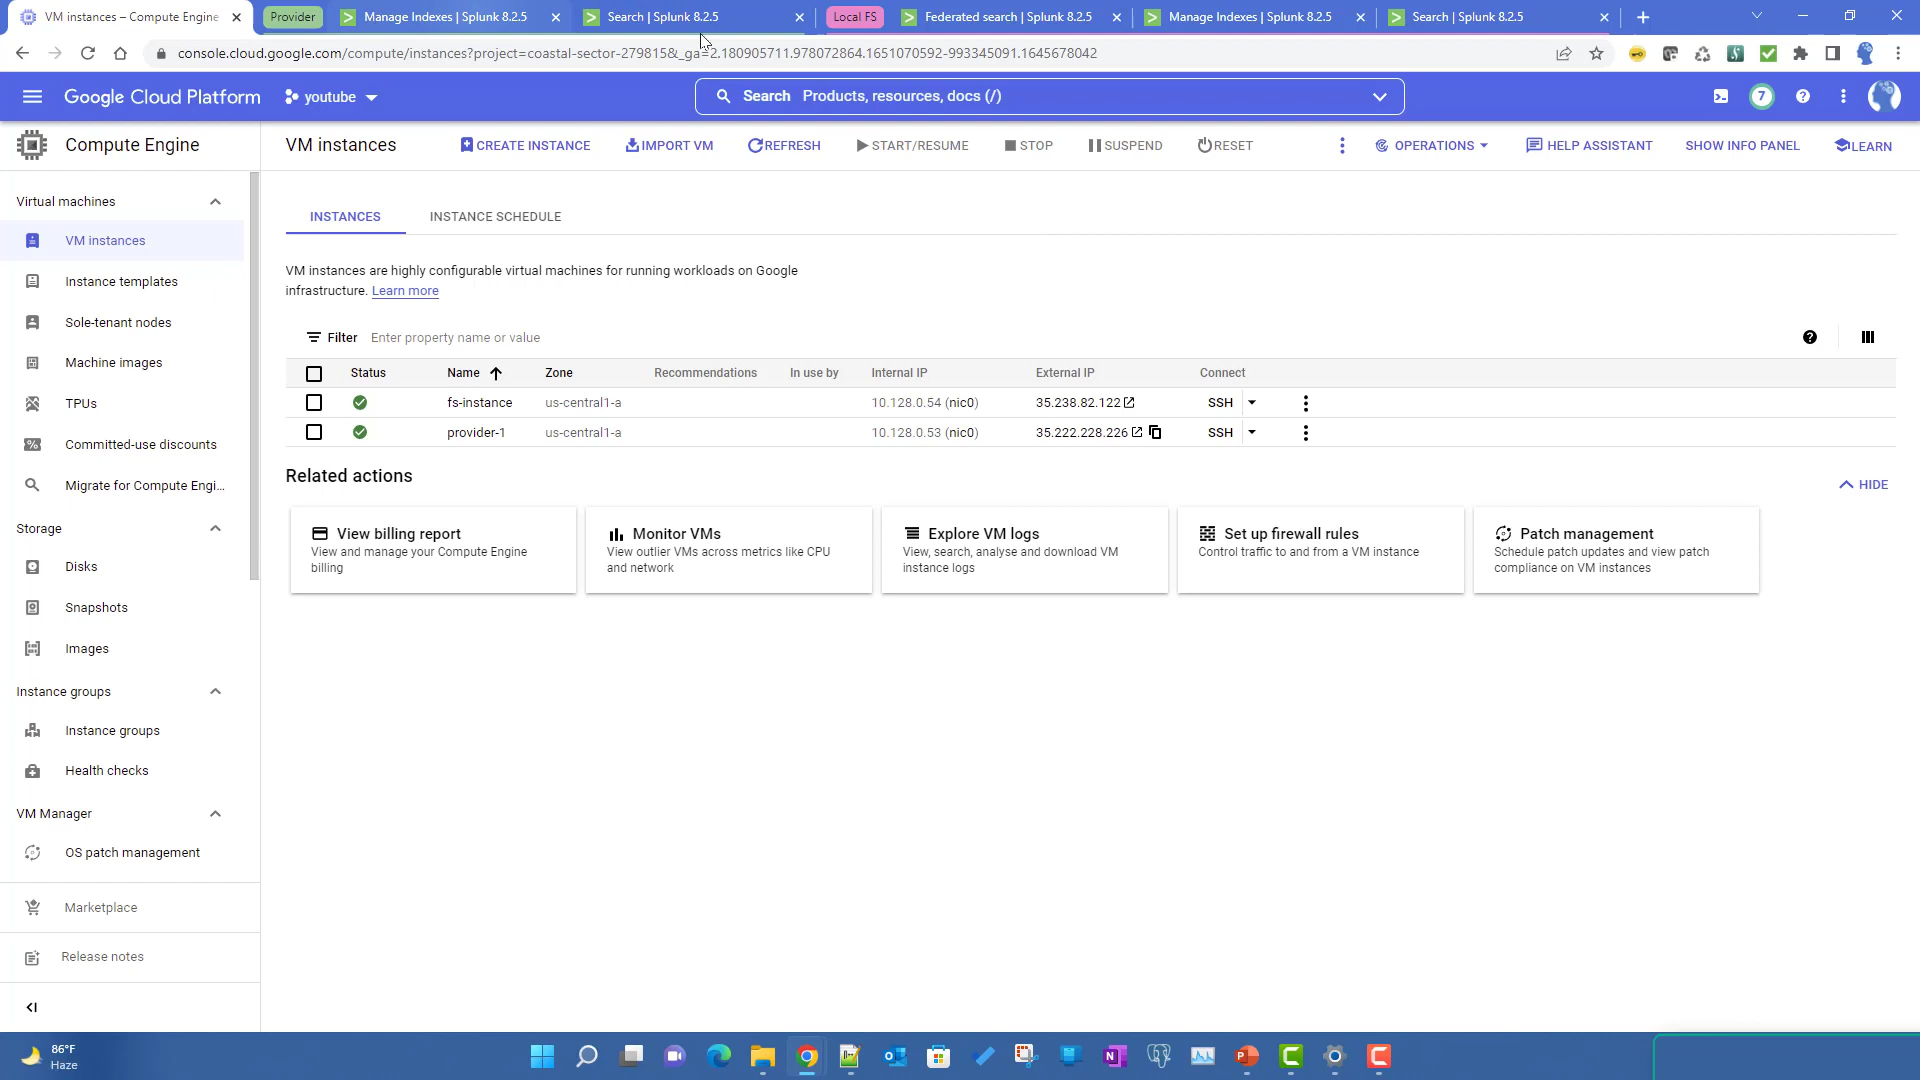 VM instances – Compute Engine
Provider
Manage Indexes | Splunk 8.2.5
Search | Splunk 8.2.5
Local FS
Federated search | Splunk 8.2.5
Manage Indexes | Splunk 8.2.5
Search | Splunk 8.2.5
console.cloud.google.com/compute/instances?project=coastal-sector-279815&_ga=2.180905711.978072864.1651070592-993345091.1645678042
Google Cloud Platform
youtube
Search Products, resources, docs (/)
7
Compute Engine
VM instances
CREATE INSTANCE
IMPORT VM
REFRESH
START/RESUME
STOP
SUSPEND
RESET
OPERATIONS
HELP ASSISTANT
SHOW INFO PANEL
LEARN
Virtual machines
VM instances
Instance templates
Sole-tenant nodes
Machine images
TPUs
Committed-use discounts
Migrate for Compute Engi...
Storage
Disks
Snapshots
Images
Instance groups
Instance groups
Health checks
VM Manager
OS patch management
Marketplace
Release notes
INSTANCES
INSTANCE SCHEDULE
VM instances are highly configurable virtual machines for running workloads on Google
infrastructure. Learn more
Filter Enter property name or value
Status Name Zone Recommendations In use by Internal IP External IP Connect
fs-instance us-central1-a 10.128.0.54 (nic0) 35.238.82.122 SSH
provider-1 us-central1-a 10.128.0.53 (nic0) 35.222.228.226 SSH
Related actions
HIDE
View billing report
View and manage your Compute Engine
billing
Monitor VMs
View outlier VMs across metrics like CPU
and network
Explore VM logs
View, search, analyse and download VM
instance logs
Set up firewall rules
Control traffic to and from a VM instance
Patch management
Schedule patch updates and view patch
compliance on VM instances
86°F
Haze